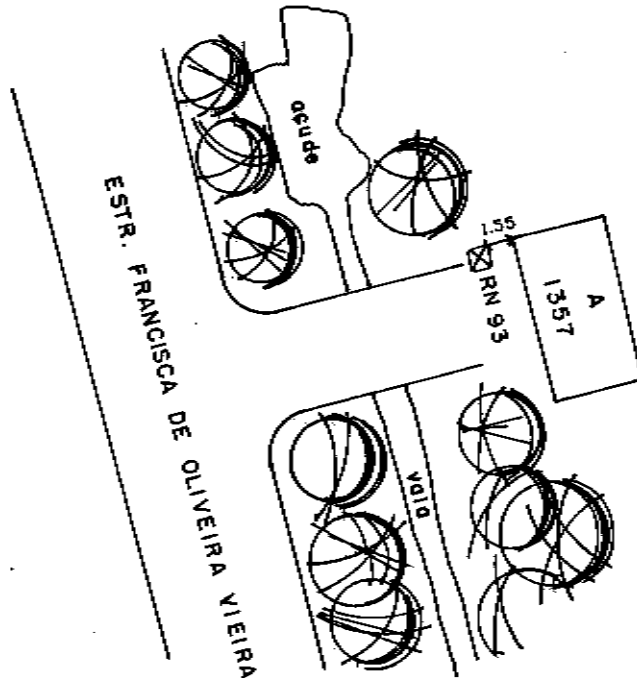 açude
ESTR. FRANCISCA DE OLIVEIRA VIEIRA
1.55
RN 93
A
1357
vala